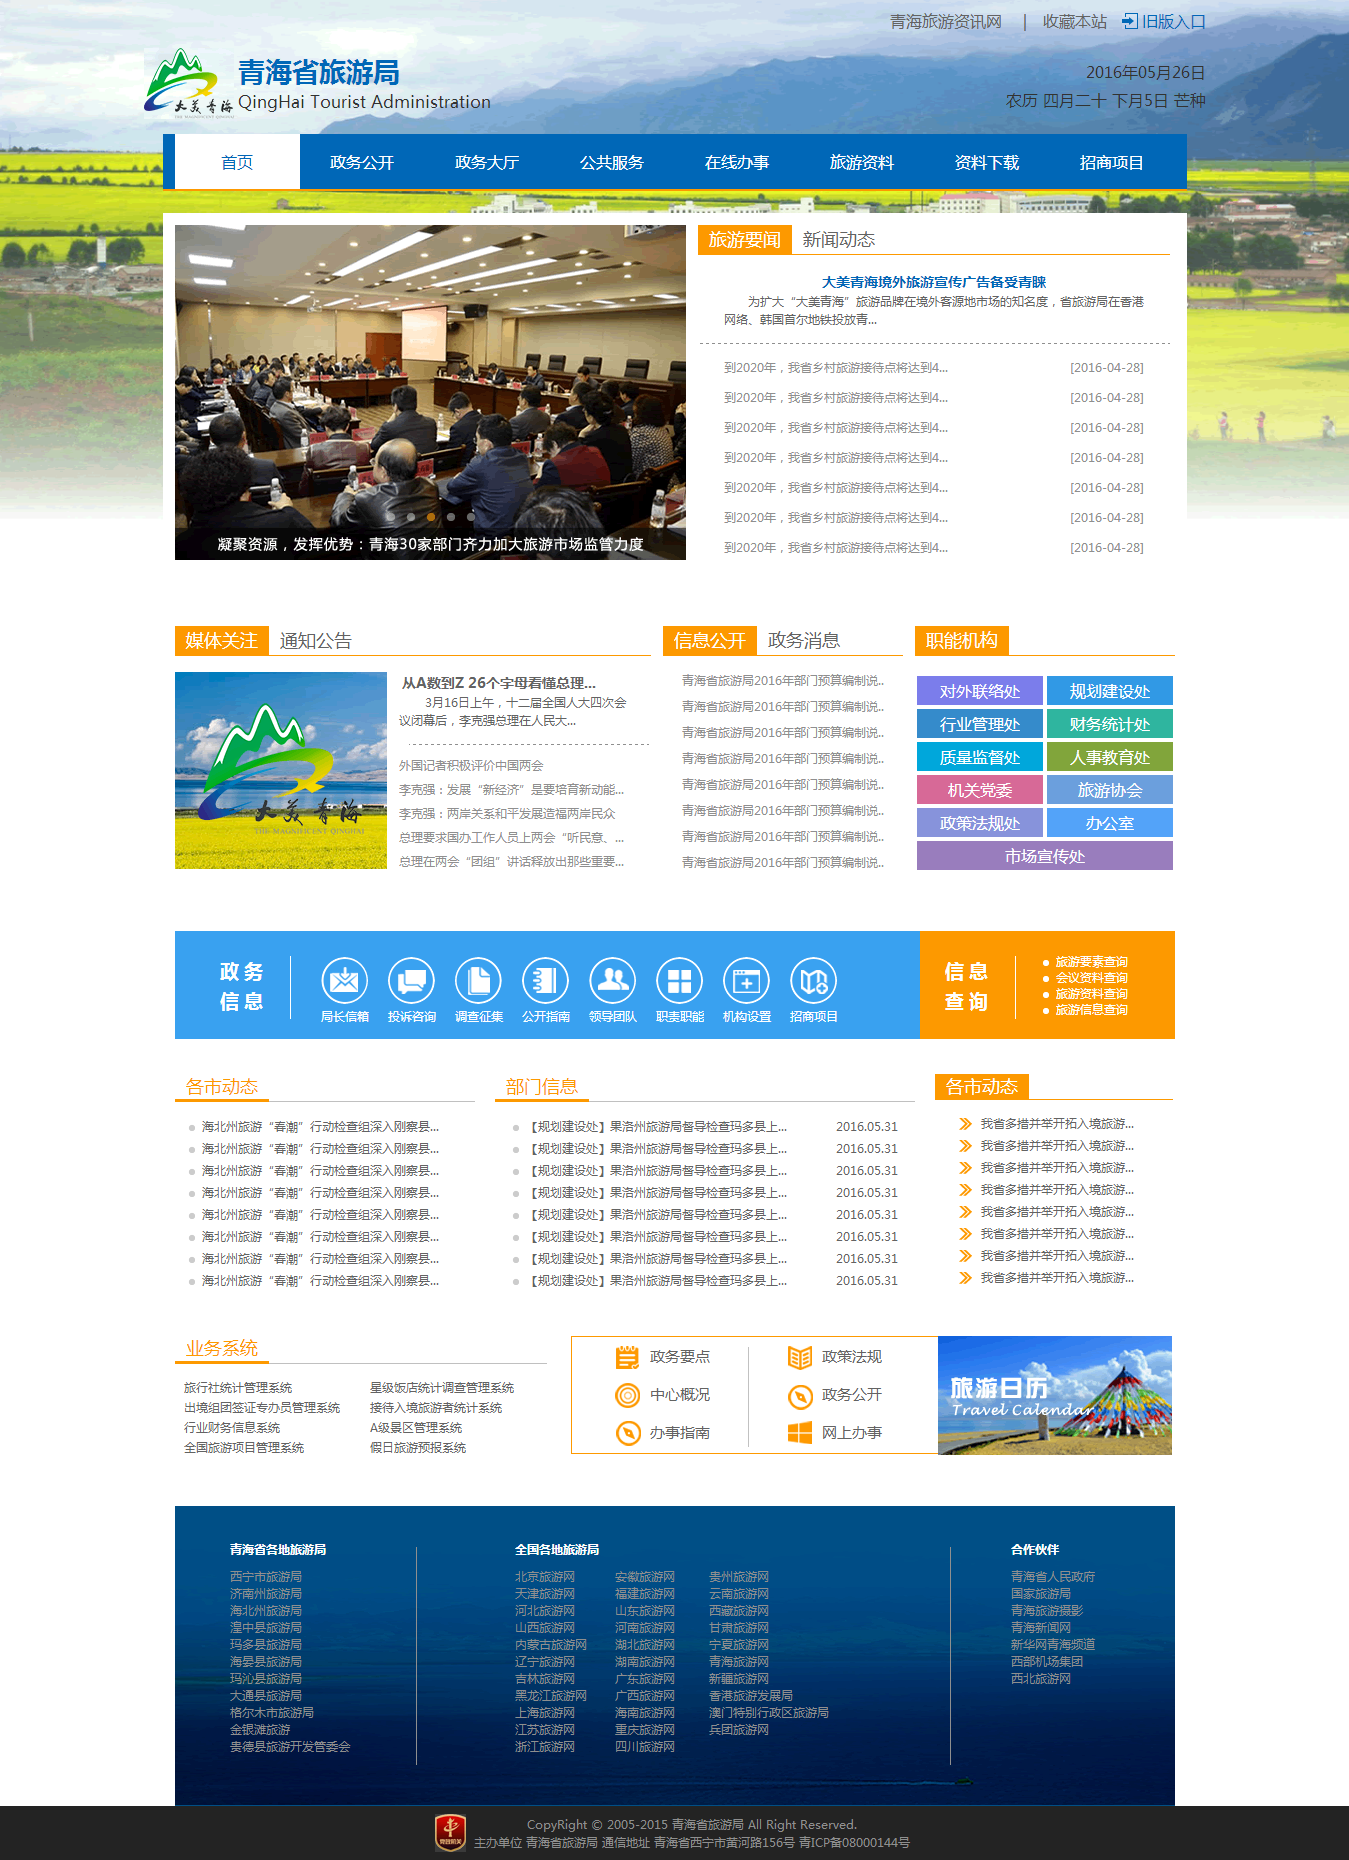 青海旅游资讯网 | 收藏本站 旧版入口
大美青海
THE MAGNIFICENT QINGHAI
青海省旅游局
QingHai Tourist Administration
2016年05月26日
农历 四月二十 下月5日 芒种
首页 政务公开 政务大厅 公共服务 在线办事 旅游资料 资料下载 招商项目
凝聚资源，发挥优势：青海30家部门齐力加大旅游市场监管力度
旅游要闻 新闻动态
大美青海境外旅游宣传广告备受青睐
为扩大“大美青海”旅游品牌在境外客源地市场的知名度，省旅游局在香港
网络、韩国首尔地铁投放青...
到2020年，我省乡村旅游接待点将达到4... [2016-04-28]
到2020年，我省乡村旅游接待点将达到4... [2016-04-28]
到2020年，我省乡村旅游接待点将达到4... [2016-04-28]
到2020年，我省乡村旅游接待点将达到4... [2016-04-28]
到2020年，我省乡村旅游接待点将达到4... [2016-04-28]
到2020年，我省乡村旅游接待点将达到4... [2016-04-28]
到2020年，我省乡村旅游接待点将达到4... [2016-04-28]
媒体关注 通知公告
大美青海
THE MAGNIFICENT QINGHAI
从A数到Z 26个字母看懂总理...
3月16日上午，十二届全国人大四次会
议闭幕后，李克强总理在人民大...
外国记者积极评价中国两会
李克强：发展“新经济”是要培育新动能...
李克强：两岸关系和平发展造福两岸民众
总理要求国办工作人员上两会“听民意、...
总理在两会“团组”讲话释放出那些重要...
信息公开 政务消息
青海省旅游局2016年部门预算编制说..
青海省旅游局2016年部门预算编制说..
青海省旅游局2016年部门预算编制说..
青海省旅游局2016年部门预算编制说..
青海省旅游局2016年部门预算编制说..
青海省旅游局2016年部门预算编制说..
青海省旅游局2016年部门预算编制说..
青海省旅游局2016年部门预算编制说..
职能机构
对外联络处 规划建设处
行业管理处 财务统计处
质量监督处 人事教育处
机关党委 旅游协会
政策法规处 办公室
市场宣传处
政务
信息
局长信箱 投诉咨询 调查征集 公开指南 领导团队 职责职能 机构设置 招商项目
信息
查询
旅游要素查询
会议资料查询
旅游资料查询
旅游信息查询
各市动态
海北州旅游“春潮”行动检查组深入刚察县...
海北州旅游“春潮”行动检查组深入刚察县...
海北州旅游“春潮”行动检查组深入刚察县...
海北州旅游“春潮”行动检查组深入刚察县...
海北州旅游“春潮”行动检查组深入刚察县...
海北州旅游“春潮”行动检查组深入刚察县...
海北州旅游“春潮”行动检查组深入刚察县...
海北州旅游“春潮”行动检查组深入刚察县...
部门信息
【规划建设处】果洛州旅游局督导检查玛多县上... 2016.05.31
【规划建设处】果洛州旅游局督导检查玛多县上... 2016.05.31
【规划建设处】果洛州旅游局督导检查玛多县上... 2016.05.31
【规划建设处】果洛州旅游局督导检查玛多县上... 2016.05.31
【规划建设处】果洛州旅游局督导检查玛多县上... 2016.05.31
【规划建设处】果洛州旅游局督导检查玛多县上... 2016.05.31
【规划建设处】果洛州旅游局督导检查玛多县上... 2016.05.31
【规划建设处】果洛州旅游局督导检查玛多县上... 2016.05.31
各市动态
我省多措并举开拓入境旅游...
我省多措并举开拓入境旅游...
我省多措并举开拓入境旅游...
我省多措并举开拓入境旅游...
我省多措并举开拓入境旅游...
我省多措并举开拓入境旅游...
我省多措并举开拓入境旅游...
我省多措并举开拓入境旅游...
业务系统
旅行社统计管理系统 星级饭店统计调查管理系统
出境组团签证专办员管理系统 接待入境旅游者统计系统
行业财务信息系统 A级景区管理系统
全国旅游项目管理系统 假日旅游预报系统
政务要点 政策法规
中心概况 政务公开
办事指南 网上办事
旅游日历
Travel Calendar
青海省各地旅游局
西宁市旅游局
济南州旅游局
海北州旅游局
湟中县旅游局
玛多县旅游局
海晏县旅游局
玛沁县旅游局
大通县旅游局
格尔木市旅游局
金银滩旅游
贵德县旅游开发管委会
全国各地旅游局
北京旅游网 安徽旅游网 贵州旅游网
天津旅游网 福建旅游网 云南旅游网
河北旅游网 山东旅游网 西藏旅游网
山西旅游网 河南旅游网 甘肃旅游网
内蒙古旅游网 湖北旅游网 宁夏旅游网
辽宁旅游网 湖南旅游网 青海旅游网
吉林旅游网 广东旅游网 新疆旅游网
黑龙江旅游网 广西旅游网 香港旅游发展局
上海旅游网 海南旅游网 澳门特别行政区旅游局
江苏旅游网 重庆旅游网 兵团旅游网
浙江旅游网 四川旅游网
合作伙伴
青海省人民政府
国家旅游局
青海旅游摄影
青海新闻网
新华网青海频道
西部机场集团
西北旅游网
党政机关
CopyRight © 2005-2015 青海省旅游局 All Right Reserved.
主办单位 青海省旅游局 通信地址 青海省西宁市黄河路156号 青ICP备08000144号